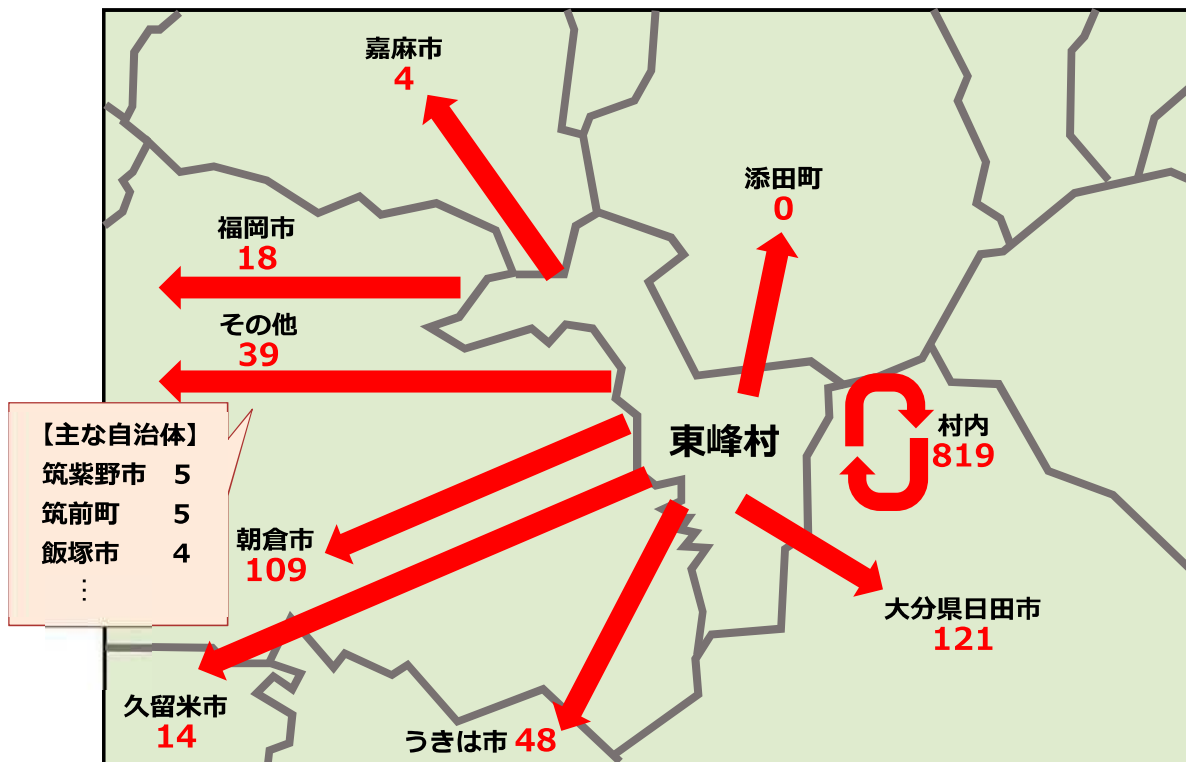 嘉麻市
4
添田町
0
福岡市
18
その他
39
【主な自治体】
筑紫野市 5
筑前町 5
飯塚市 4
⋮
東峰村
村内
819
朝倉市
109
大分県日田市
121
久留米市
14
うきは市 48